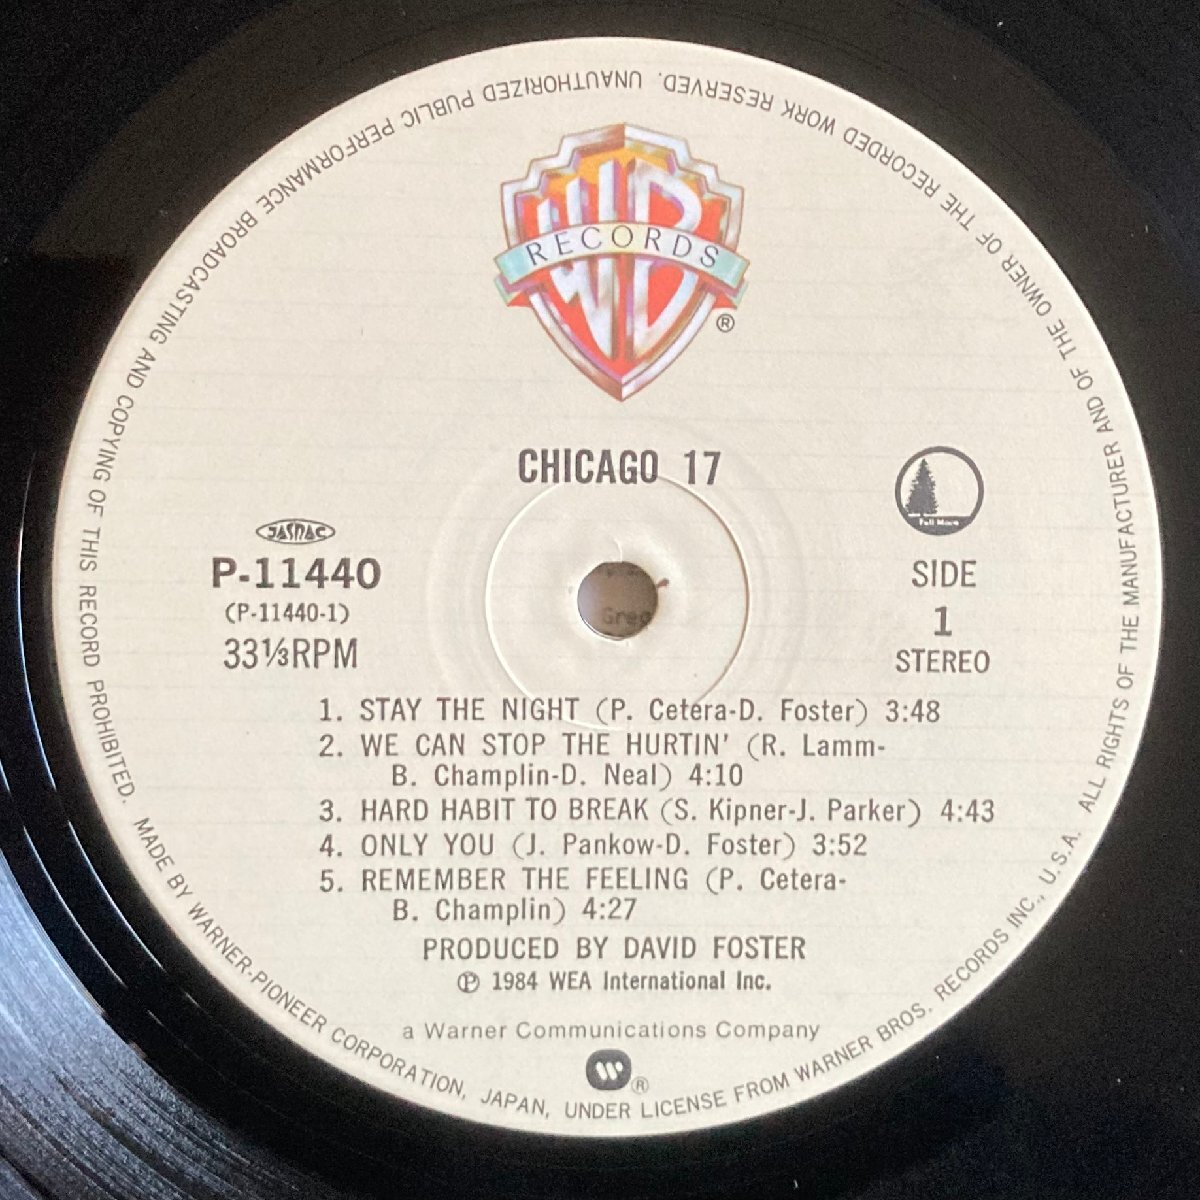 UNAUTHORIZED PUBLIC PERFORMANCE BROADCASTING AND COPYING OF THIS RECORD PROHIBITED. MADE BY WARNER-PIONEER CORPORATION, JAPAN, UNDER LICENSE FROM WARNER BROS. RECORDS INC., U.S.A. ALL RIGHTS OF THE MANUFACTURER AND OF THE OWNER OF THE RECORDED WORK RESERVED.
WB
RECORDS
®
CHICAGO 17
JASRAC
P-11440
(P-11440-1)
33⅓RPM
Full Moon
SIDE
1
STEREO
1. STAY THE NIGHT (P. Cetera-D. Foster) 3:48
2. WE CAN STOP THE HURTIN' (R. Lamm-
B. Champlin-D. Neal) 4:10
3. HARD HABIT TO BREAK (S. Kipner-J. Parker) 4:43
4. ONLY YOU (J. Pankow-D. Foster) 3:52
5. REMEMBER THE FEELING (P. Cetera-
B. Champlin) 4:27
PRODUCED BY DAVID FOSTER
℗ 1984 WEA International Inc.
a Warner Communications Company
®